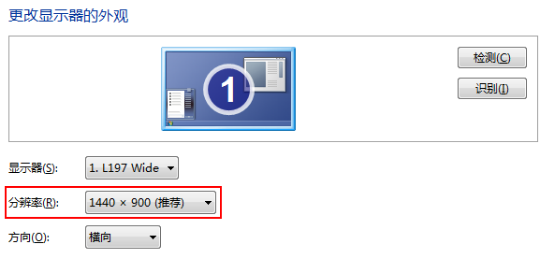 更改显示器的外观
1
检测(C)
识别(I)
显示器(S): 1. L197 Wide
分辨率(R): 1440 × 900 (推荐)
方向(O): 横向